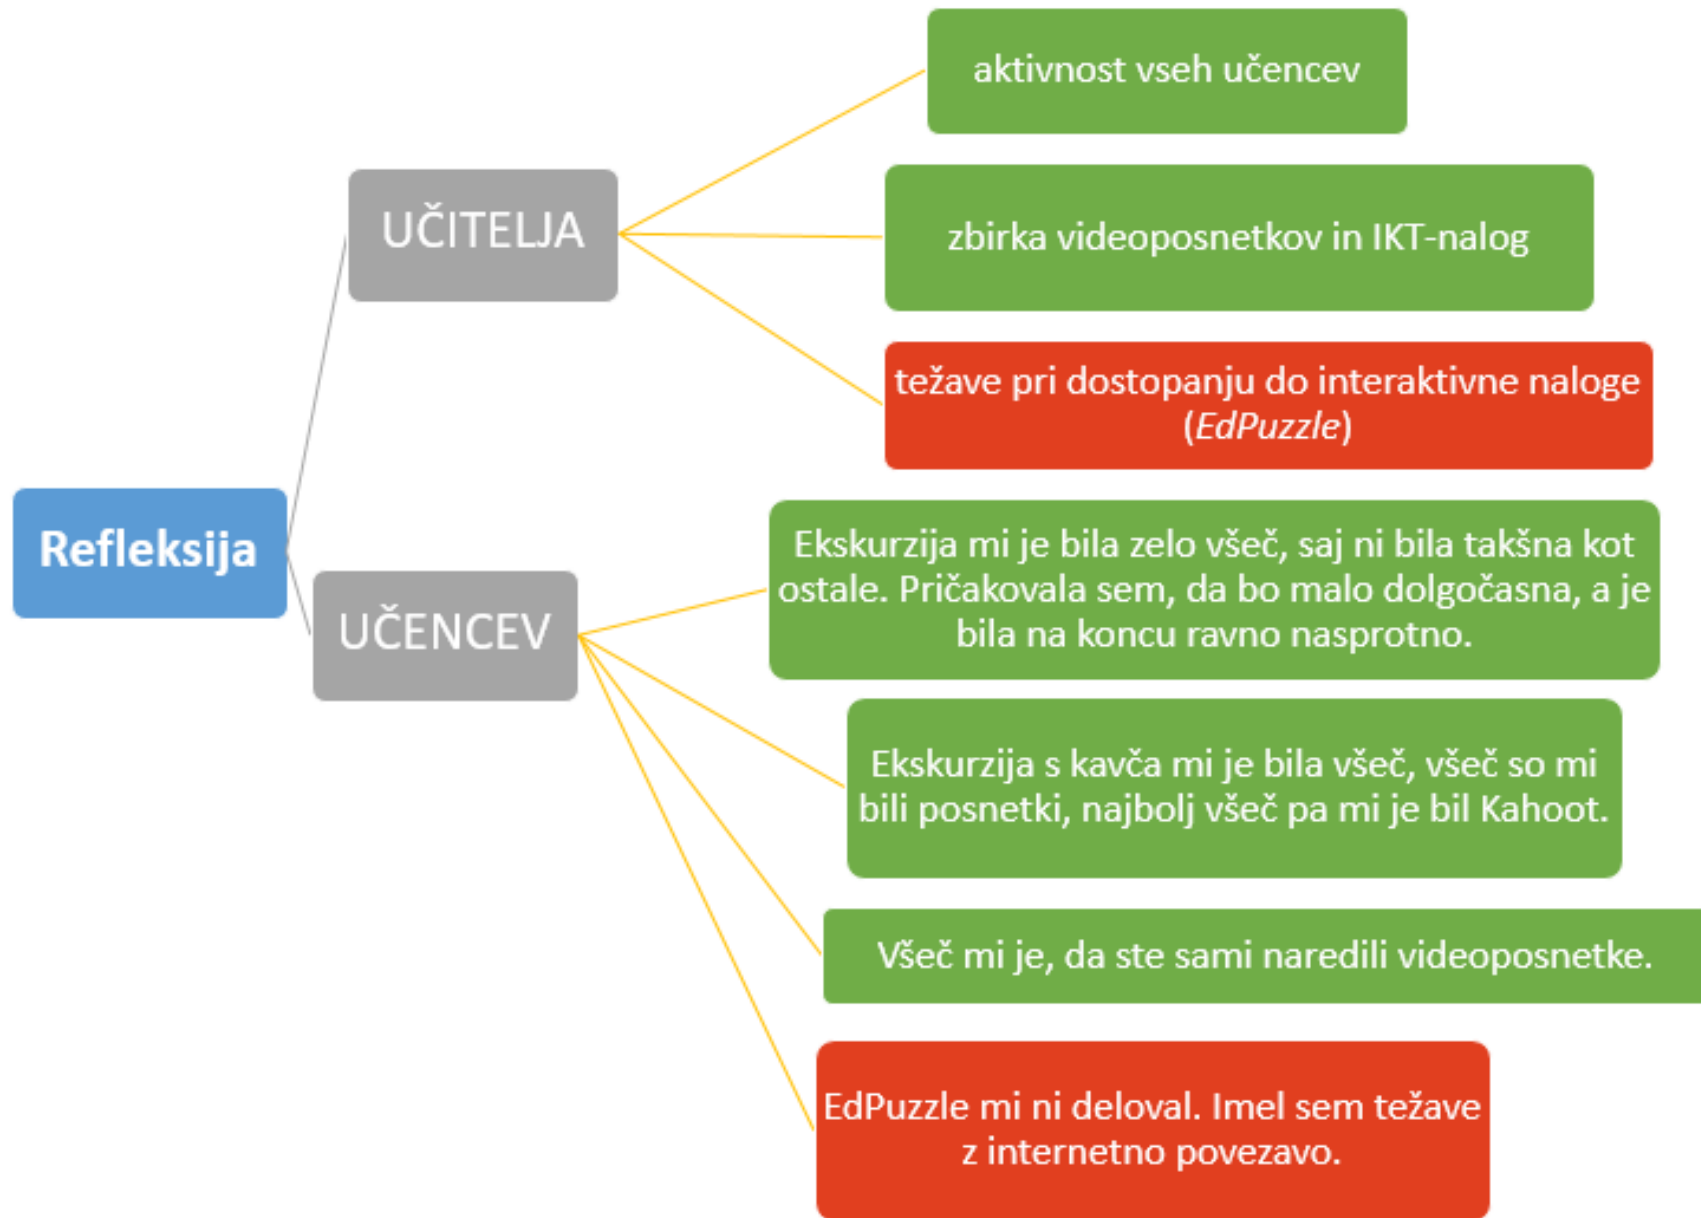 Refleksija
UČITELJA
aktivnost vseh učencev
zbirka videoposnetkov in IKT-nalog
težave pri dostopanju do interaktivne naloge
(EdPuzzle)
UČENCEV
Ekskurzija mi je bila zelo všeč, saj ni bila takšna kot
ostale. Pričakovala sem, da bo malo dolgočasna, a je
bila na koncu ravno nasprotno.
Ekskurzija s kavča mi je bila všeč, všeč so mi
bili posnetki, najbolj všeč pa mi je bil Kahoot.
Všeč mi je, da ste sami naredili videoposnetke.
EdPuzzle mi ni deloval. Imel sem težave
z internetno povezavo.